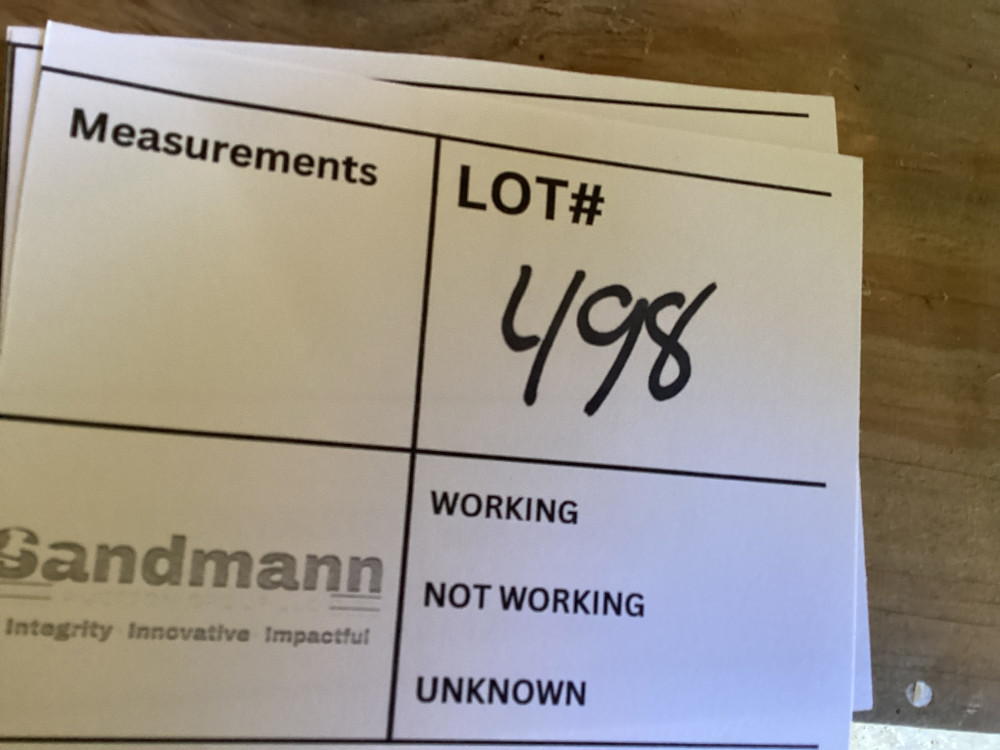 Measurements
LOT#
498
WORKING
Sandmann
NOT WORKING
Integrity Innovative Impactful
UNKNOWN